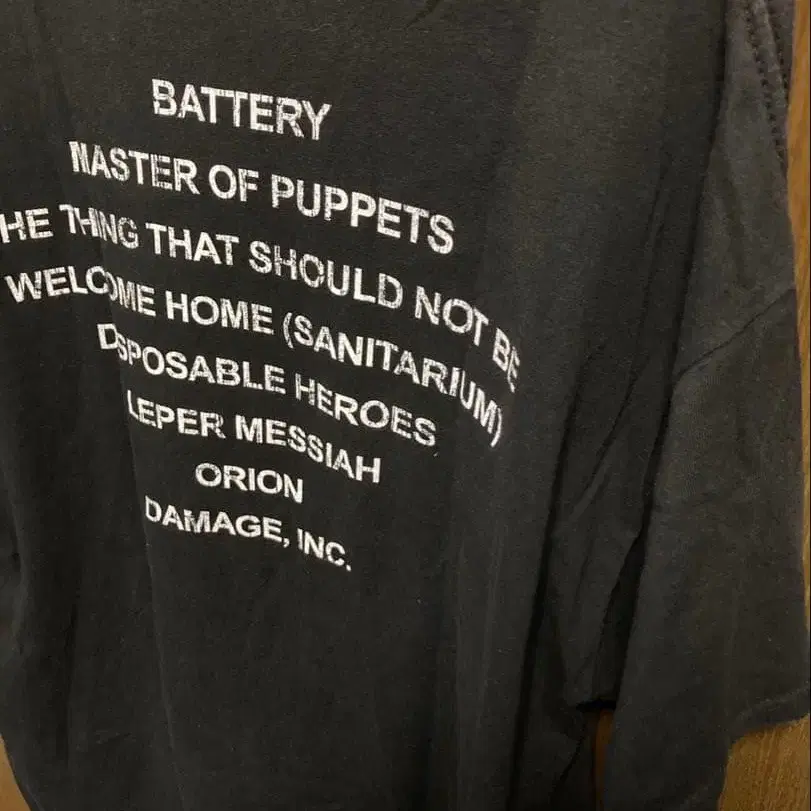 BATTERY
MASTER OF PUPPETS
HE THING THAT SHOULD NOT BE
WELCOME HOME (SANITARIUM)
DISPOSABLE HEROES
LEPER MESSIAH
ORION
DAMAGE, INC.